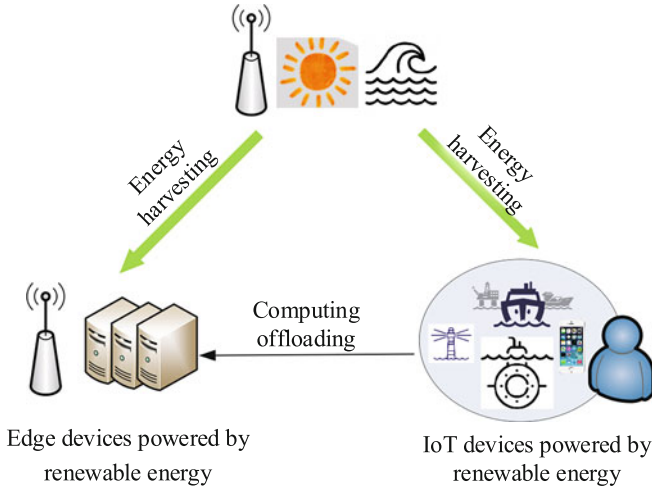 Energy
harvesting
Energy
harvesting
Computing
offloading
Edge devices powered by
renewable energy
IoT devices powered by
renewable energy